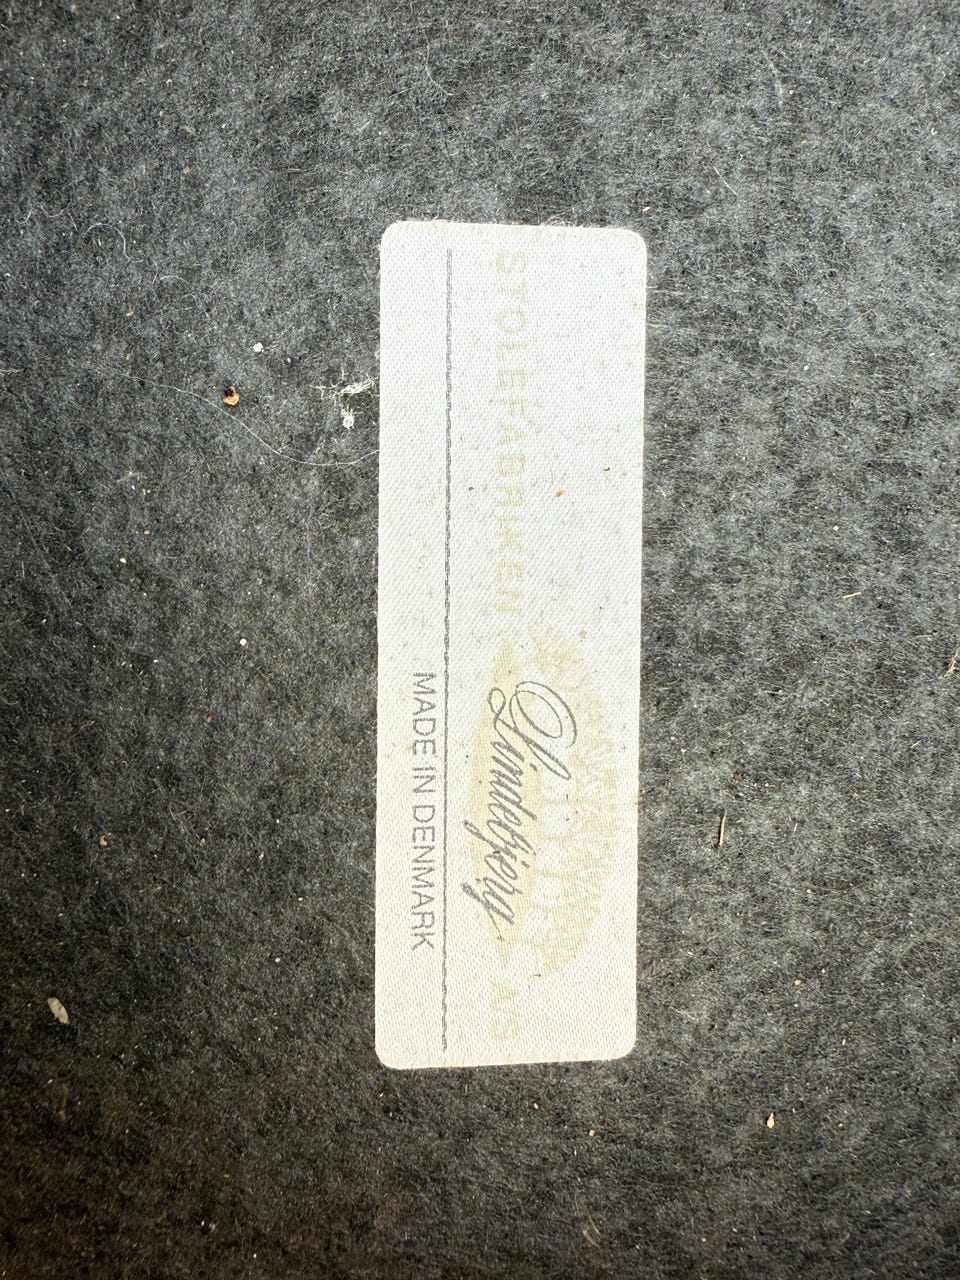 STOLEFABRIKEN
A/S
Lindebjerg
MADE IN DENMARK